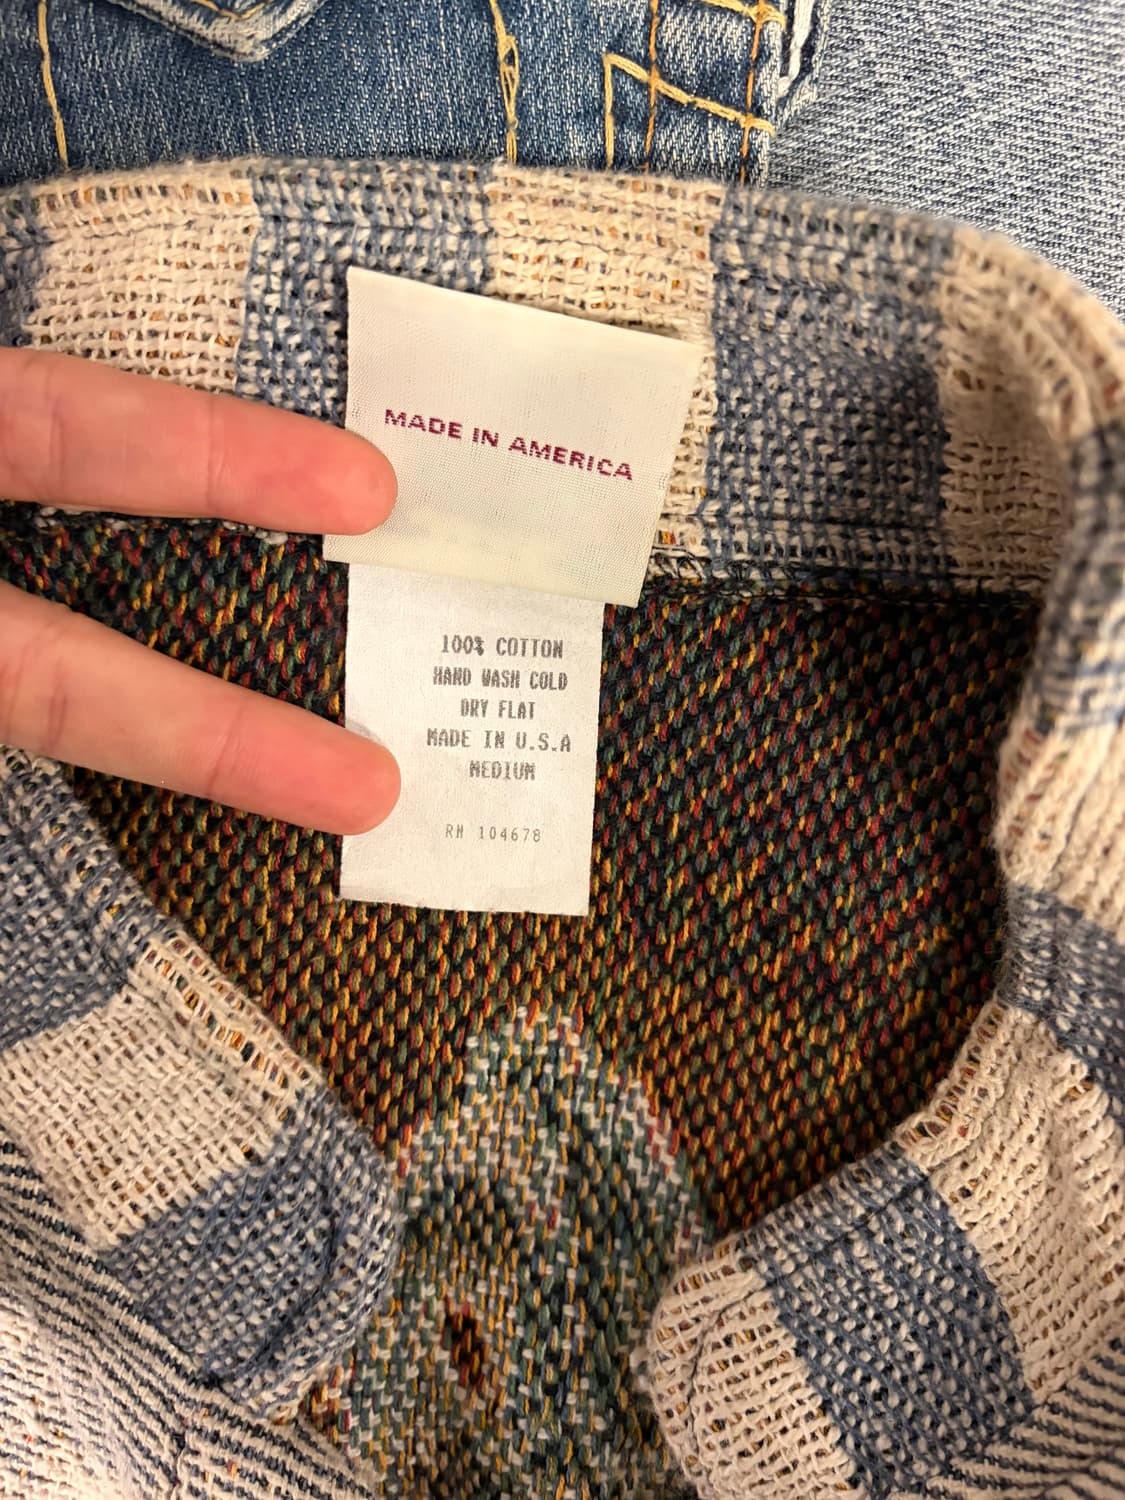 MADE IN AMERICA
100% COTTON
HAND WASH COLD
DRY FLAT
MADE IN U.S.A
MEDIUM
RN 104678